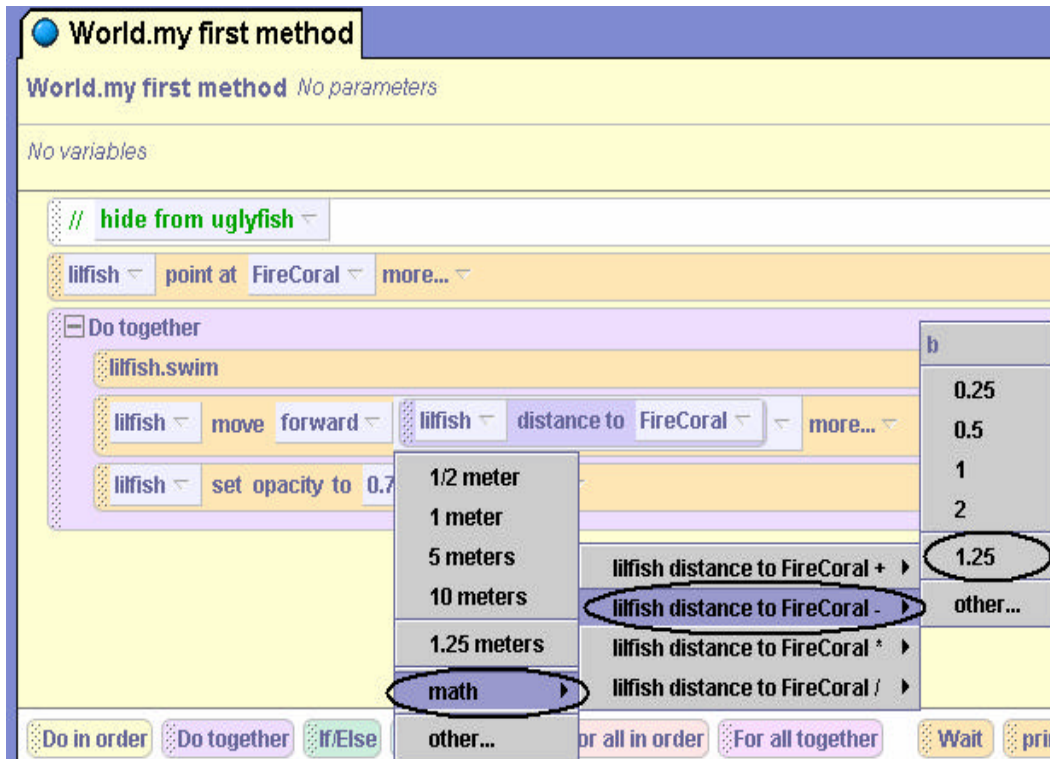 World.my first method
World.my first method No parameters
No variables
// hide from uglyfish
lilfish point at FireCoral more...
Do together
lilfish.swim
lilfish move forward lilfish distance to FireCoral more...
lilfish set opacity to 0.7
1/2 meter
1 meter
5 meters
10 meters
1.25 meters
math
other...
lilfish distance to FireCoral +
lilfish distance to FireCoral -
lilfish distance to FireCoral *
lilfish distance to FireCoral /
b
0.25
0.5
1
2
1.25
other...
Do in order Do together If/Else all in order For all together Wait